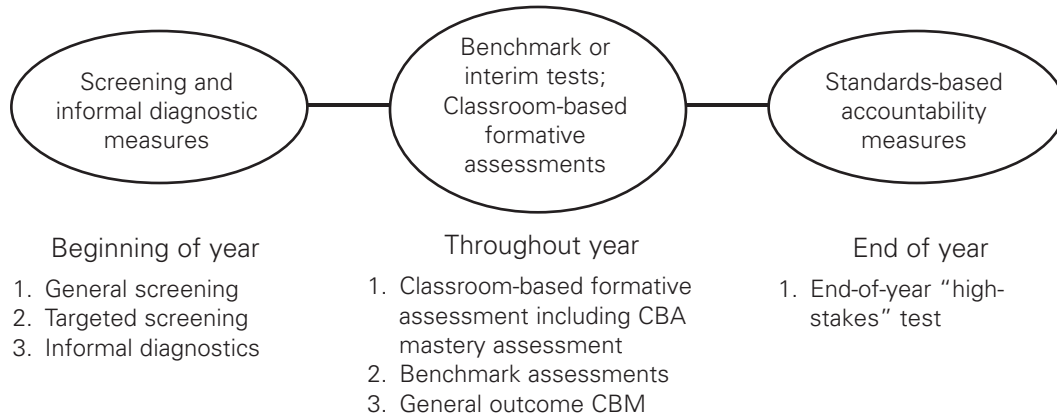 Screening and
informal diagnostic
measures
Benchmark or
interim tests;
Classroom-based
formative
assessments
Standards-based
accountability
measures
Beginning of year
1. General screening
2. Targeted screening
3. Informal diagnostics
Throughout year
1. Classroom-based formative
assessment including CBA
mastery assessment
2. Benchmark assessments
3. General outcome CBM
End of year
1. End-of-year “high-
stakes” test